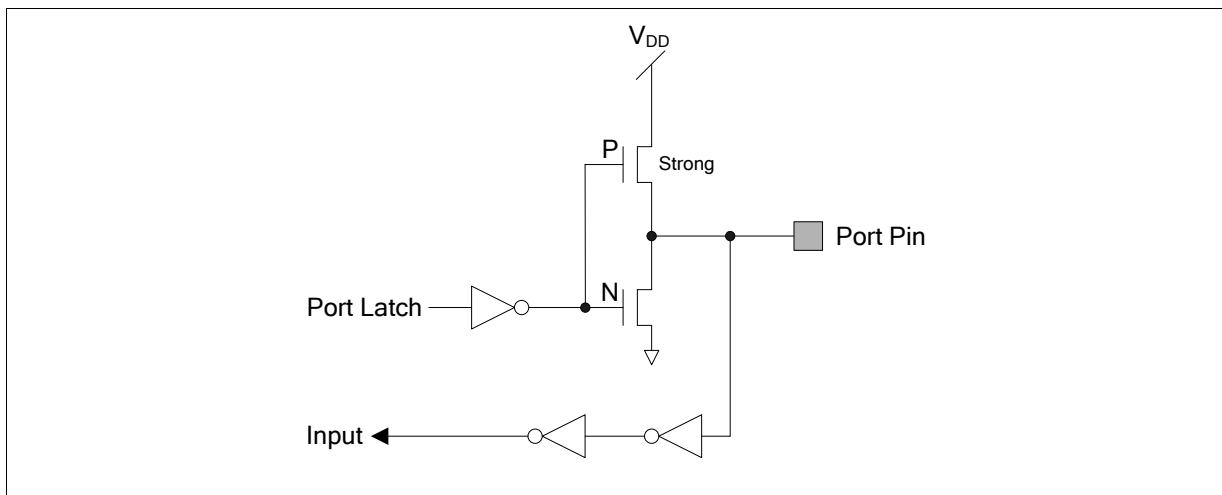 VDD
P
Strong
Port Pin
N
Port Latch
Input